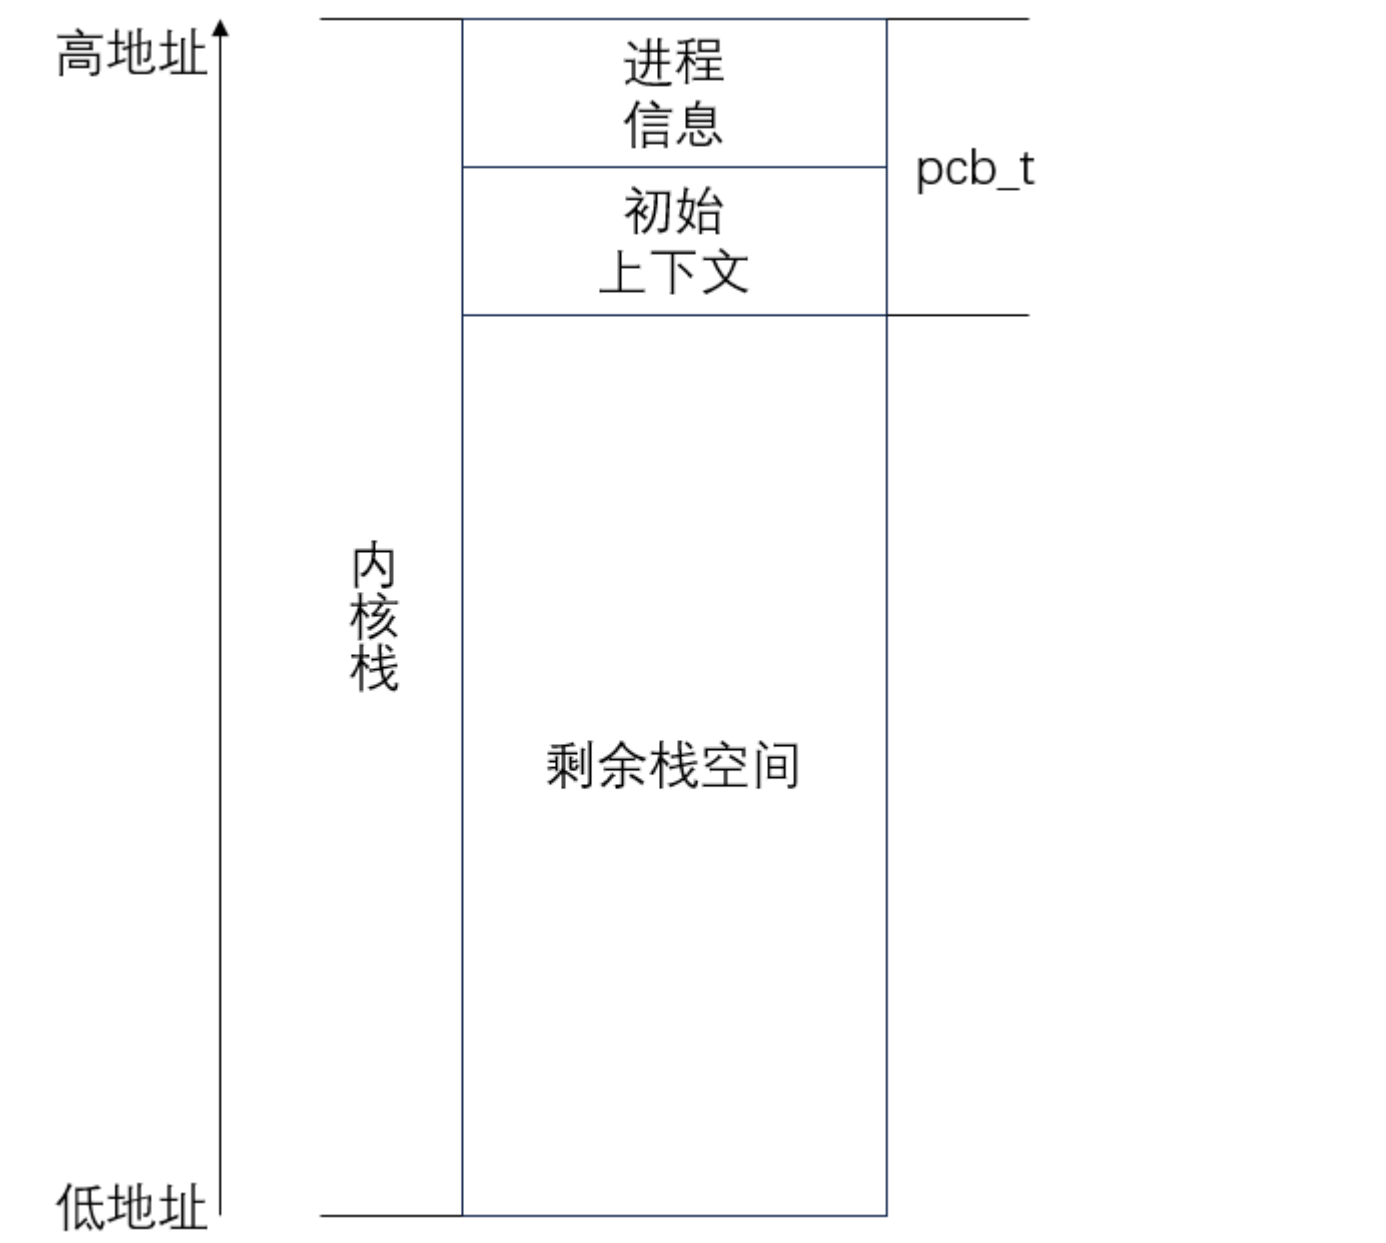 高地址
进程
信息
pcb_t
初始
上下文
内
核
栈
剩余栈空间
低地址